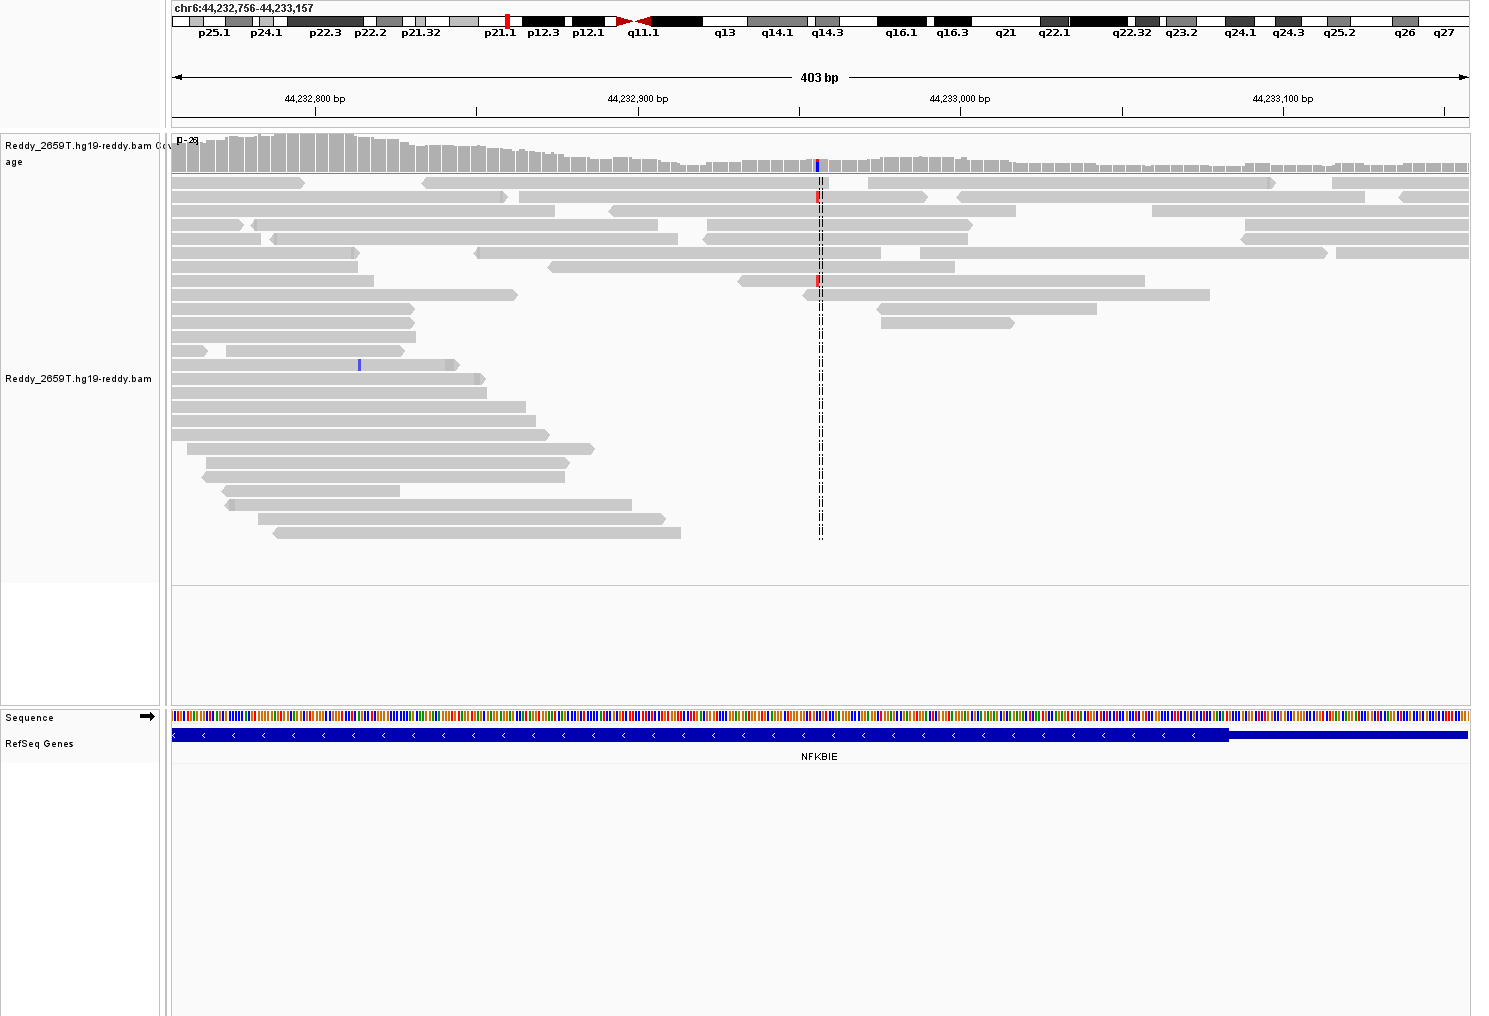 chr6:44,232,756-44,233,157
p25.1 p24.1 p22.3 p22.2 p21.32 p21.1 p12.3 p12.1 q11.1 q13 q14.1 q14.3 q16.1 q16.3 q21 q22.1 q22.32 q23.2 q24.1 q24.3 q25.2 q26 q27
403 bp
44,232,800 bp 44,232,900 bp 44,233,000 bp 44,233,100 bp
Reddy_2659T.hg19-reddy.bam Cov
age
Reddy_2659T.hg19-reddy.bam
Sequence
RefSeq Genes
NFKBIE